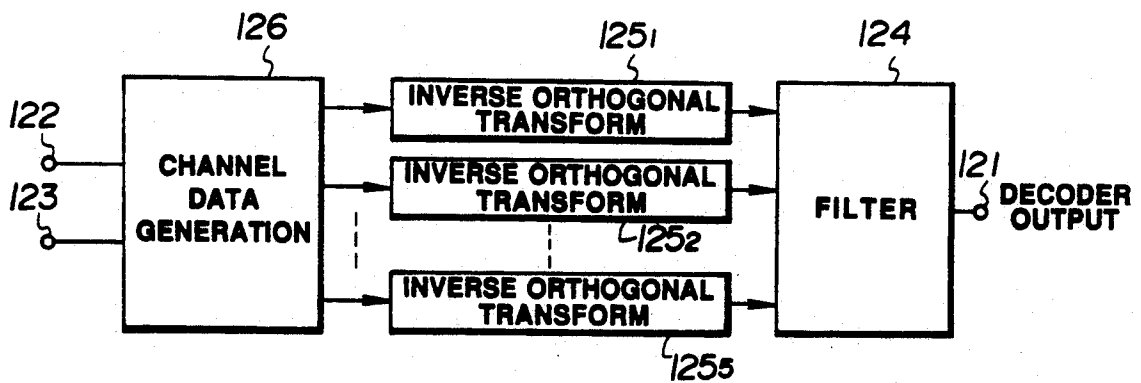 126
125₁
124
122
123
CHANNEL
DATA
GENERATION
INVERSE ORTHOGONAL
TRANSFORM
INVERSE ORTHOGONAL
TRANSFORM
125₂
INVERSE ORTHOGONAL
TRANSFORM
125₅
FILTER
121
DECODER
OUTPUT